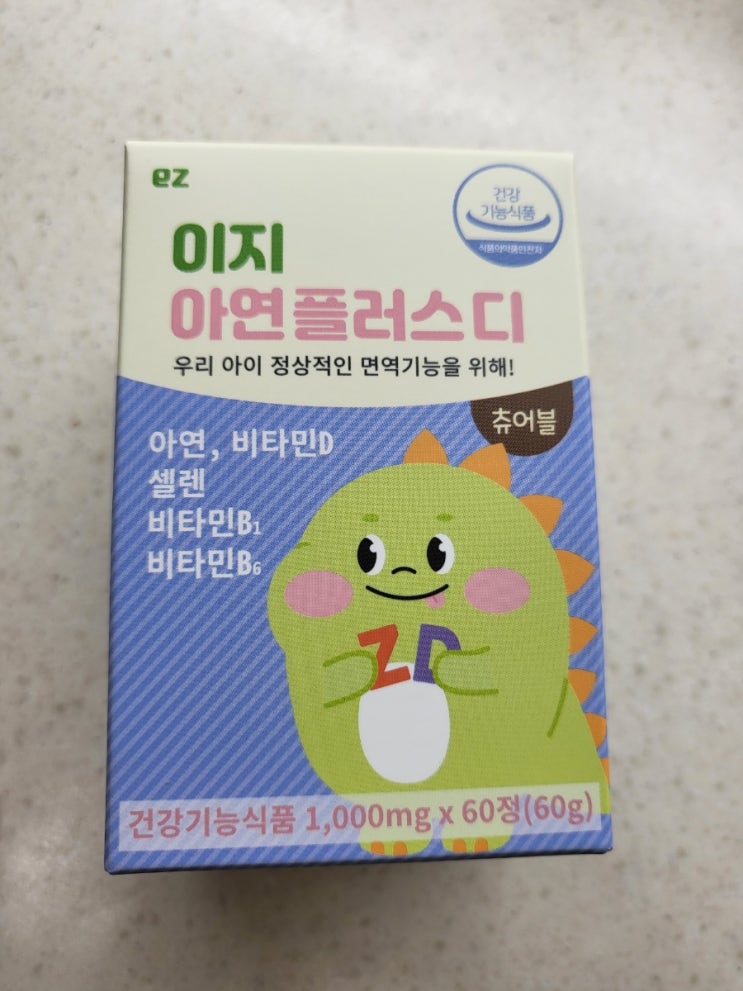 ez
건강
기능식품
식품의약품안전처
이지
아연플러스디
우리 아이 정상적인 면역기능을 위해!
츄어블
아연, 비타민D
셀렌
비타민B₁
비타민B₆
Z D
건강기능식품 1,000mg x 60정(60g)